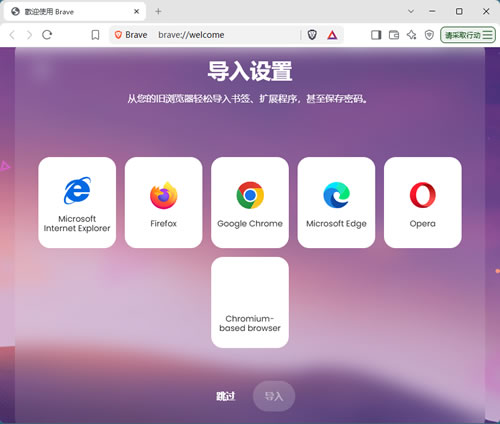 歡迎使用 Brave
Brave brave://welcome 请采取行动
导入设置
从您的旧浏览器轻松导入书签、扩展程序，甚至保存密码。
Microsoft
Internet Explorer
Firefox
Google Chrome
Microsoft Edge
Opera
Chromium-
based browser
跳过 导入